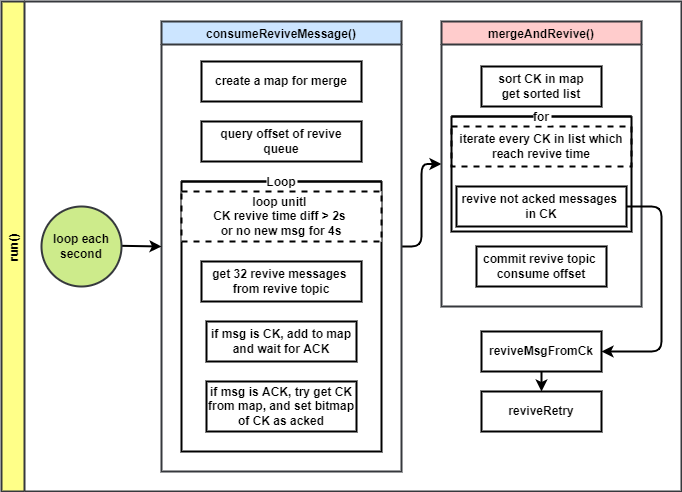 run()
loop each
second
consumeReviveMessage()
create a map for merge
query offset of revive
queue
Loop
loop unitl
CK revive time diff > 2s
or no new msg for 4s
get 32 revive messages
from revive topic
if msg is CK, add to map
and wait for ACK
if msg is ACK, try get CK
from map, and set bitmap
of CK as acked
mergeAndRevive()
sort CK in map
get sorted list
for
iterate every CK in list which
reach revive time
revive not acked messages
in CK
commit revive topic
consume offset
reviveMsgFromCk
reviveRetry